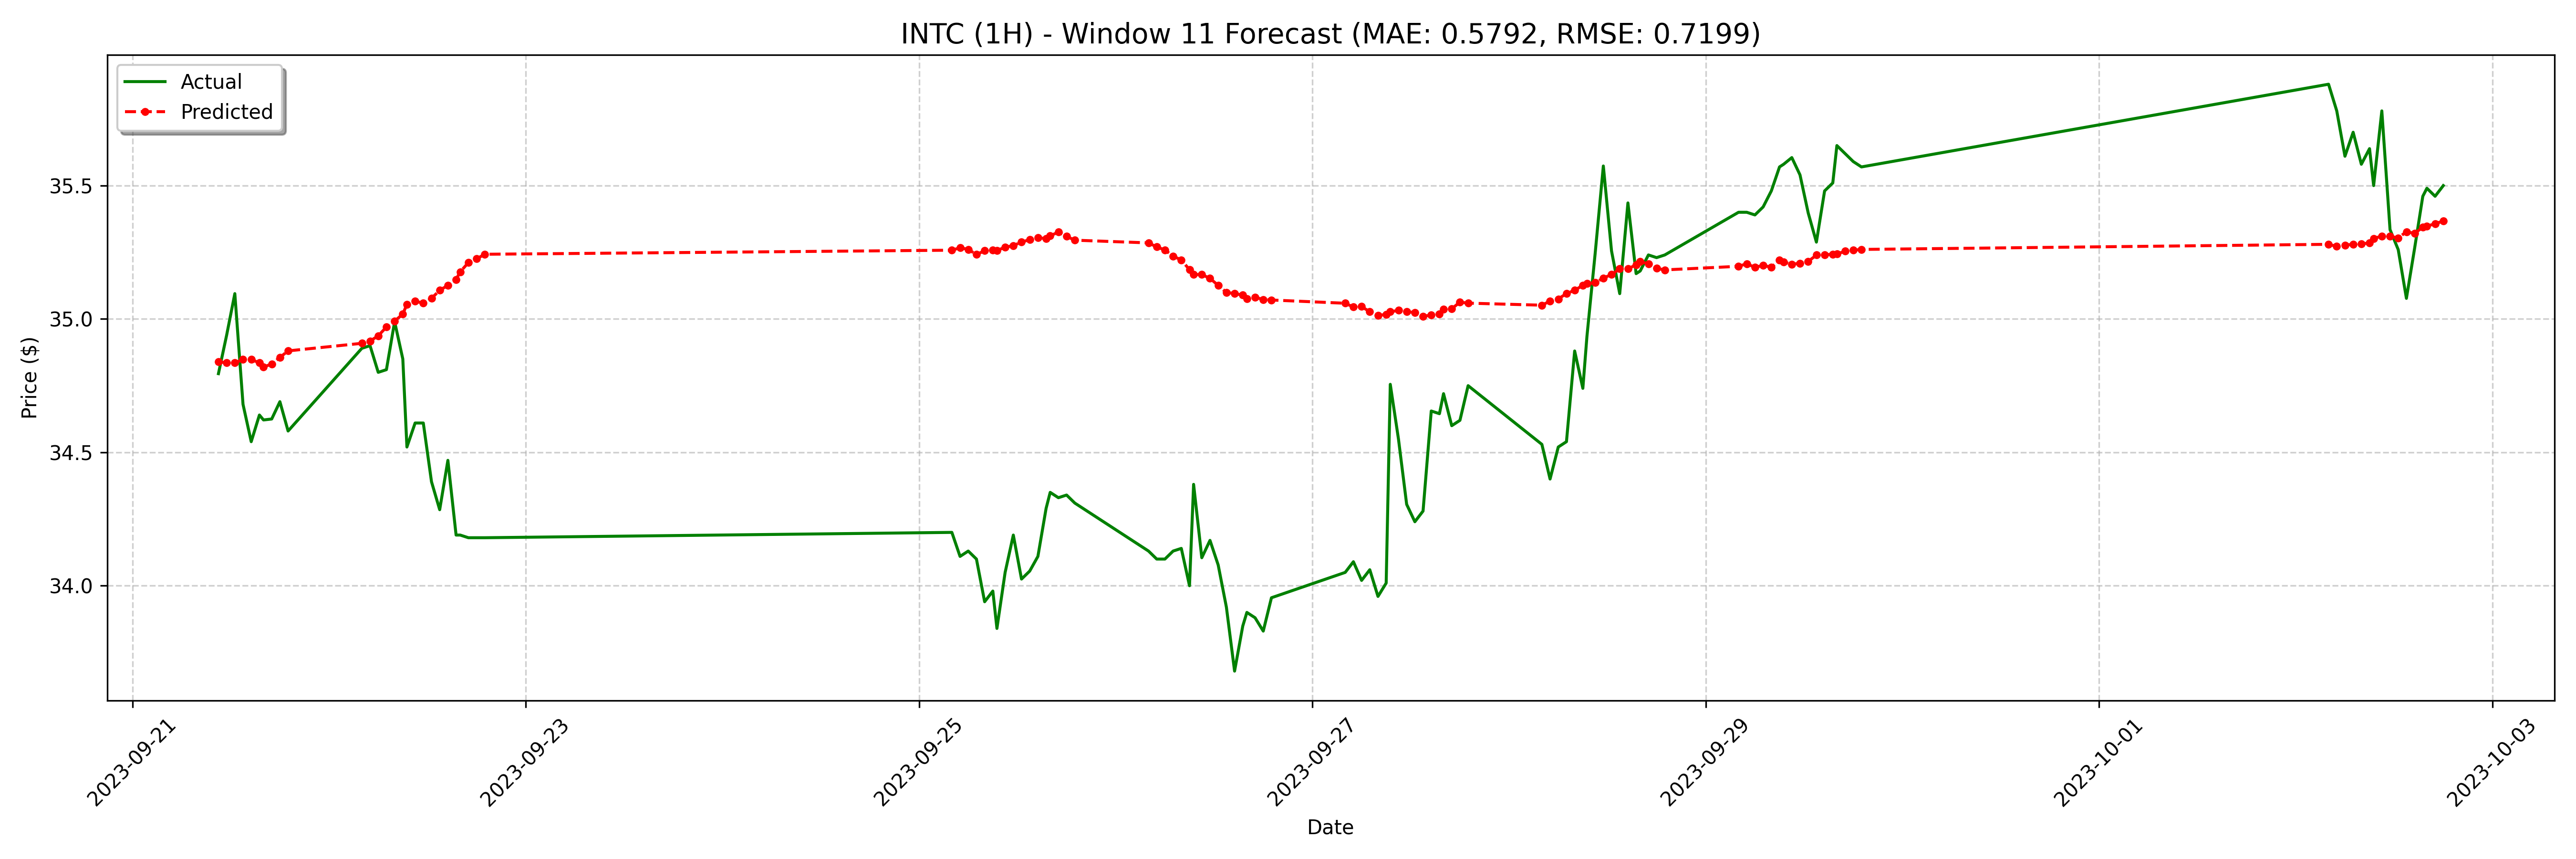 INTC (1H) - Window 11 Forecast (MAE: 0.5792, RMSE: 0.7199)
Actual
Predicted
Price ($)
35.5
35.0
34.5
34.0
2023-09-21
2023-09-23
2023-09-25
2023-09-27
2023-09-29
2023-10-01
2023-10-03
Date